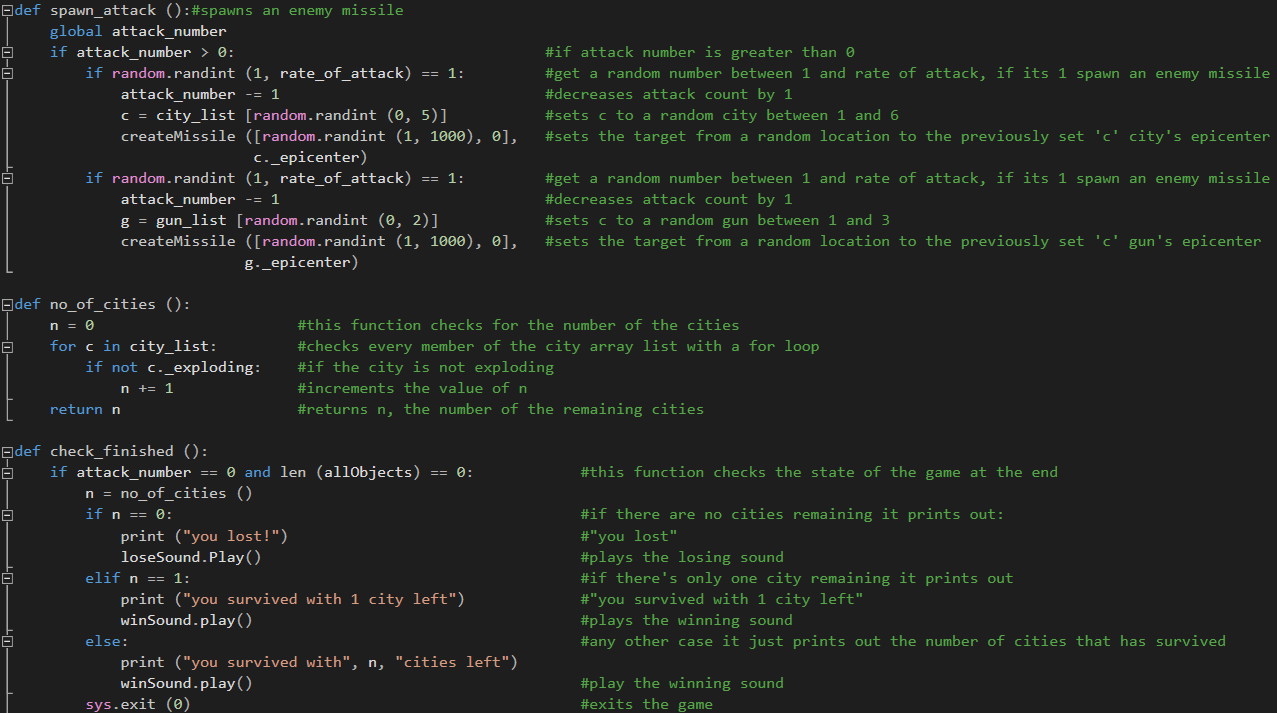 def spawn_attack ():#spawns an enemy missile
    global attack_number
    if attack_number > 0:                                   #if attack number is greater than 0
        if random.randint (1, rate_of_attack) == 1:         #get a random number between 1 and rate of attack, if its 1 spawn an enemy missile
            attack_number -= 1                              #decreases attack count by 1
            c = city_list [random.randint (0, 5)]           #sets c to a random city between 1 and 6
            createMissile ([random.randint (1, 1000), 0],   #sets the target from a random location to the previously set 'c' city's epicenter
                           c._epicenter)
        if random.randint (1, rate_of_attack) == 1:         #get a random number between 1 and rate of attack, if its 1 spawn an enemy missile
            attack_number -= 1                              #decreases attack count by 1
            g = gun_list [random.randint (0, 2)]            #sets c to a random gun between 1 and 3
            createMissile ([random.randint (1, 1000), 0],   #sets the target from a random location to the previously set 'c' gun's epicenter
                          g._epicenter)

def no_of_cities ():
    n = 0                       #this function checks for the number of the cities
    for c in city_list:         #checks every member of the city array list with a for loop
        if not c._exploding:    #if the city is not exploding
            n += 1              #increments the value of n
    return n                    #returns n, the number of the remaining cities

def check_finished ():
    if attack_number == 0 and len (allObjects) == 0:            #this function checks the state of the game at the end
        n = no_of_cities ()
        if n == 0:                                              #if there are no cities remaining it prints out:
            print ("you lost!")                                 #"you lost"
            loseSound.Play()                                    #plays the losing sound
        elif n == 1:                                            #if there's only one city remaining it prints out
            print ("you survived with 1 city left")             #"you survived with 1 city left"
            winSound.play()                                     #plays the winning sound
        else:                                                   #any other case it just prints out the number of cities that has survived
            print ("you survived with", n, "cities left")
            winSound.play()                                     #play the winning sound
        sys.exit (0)                                            #exits the game